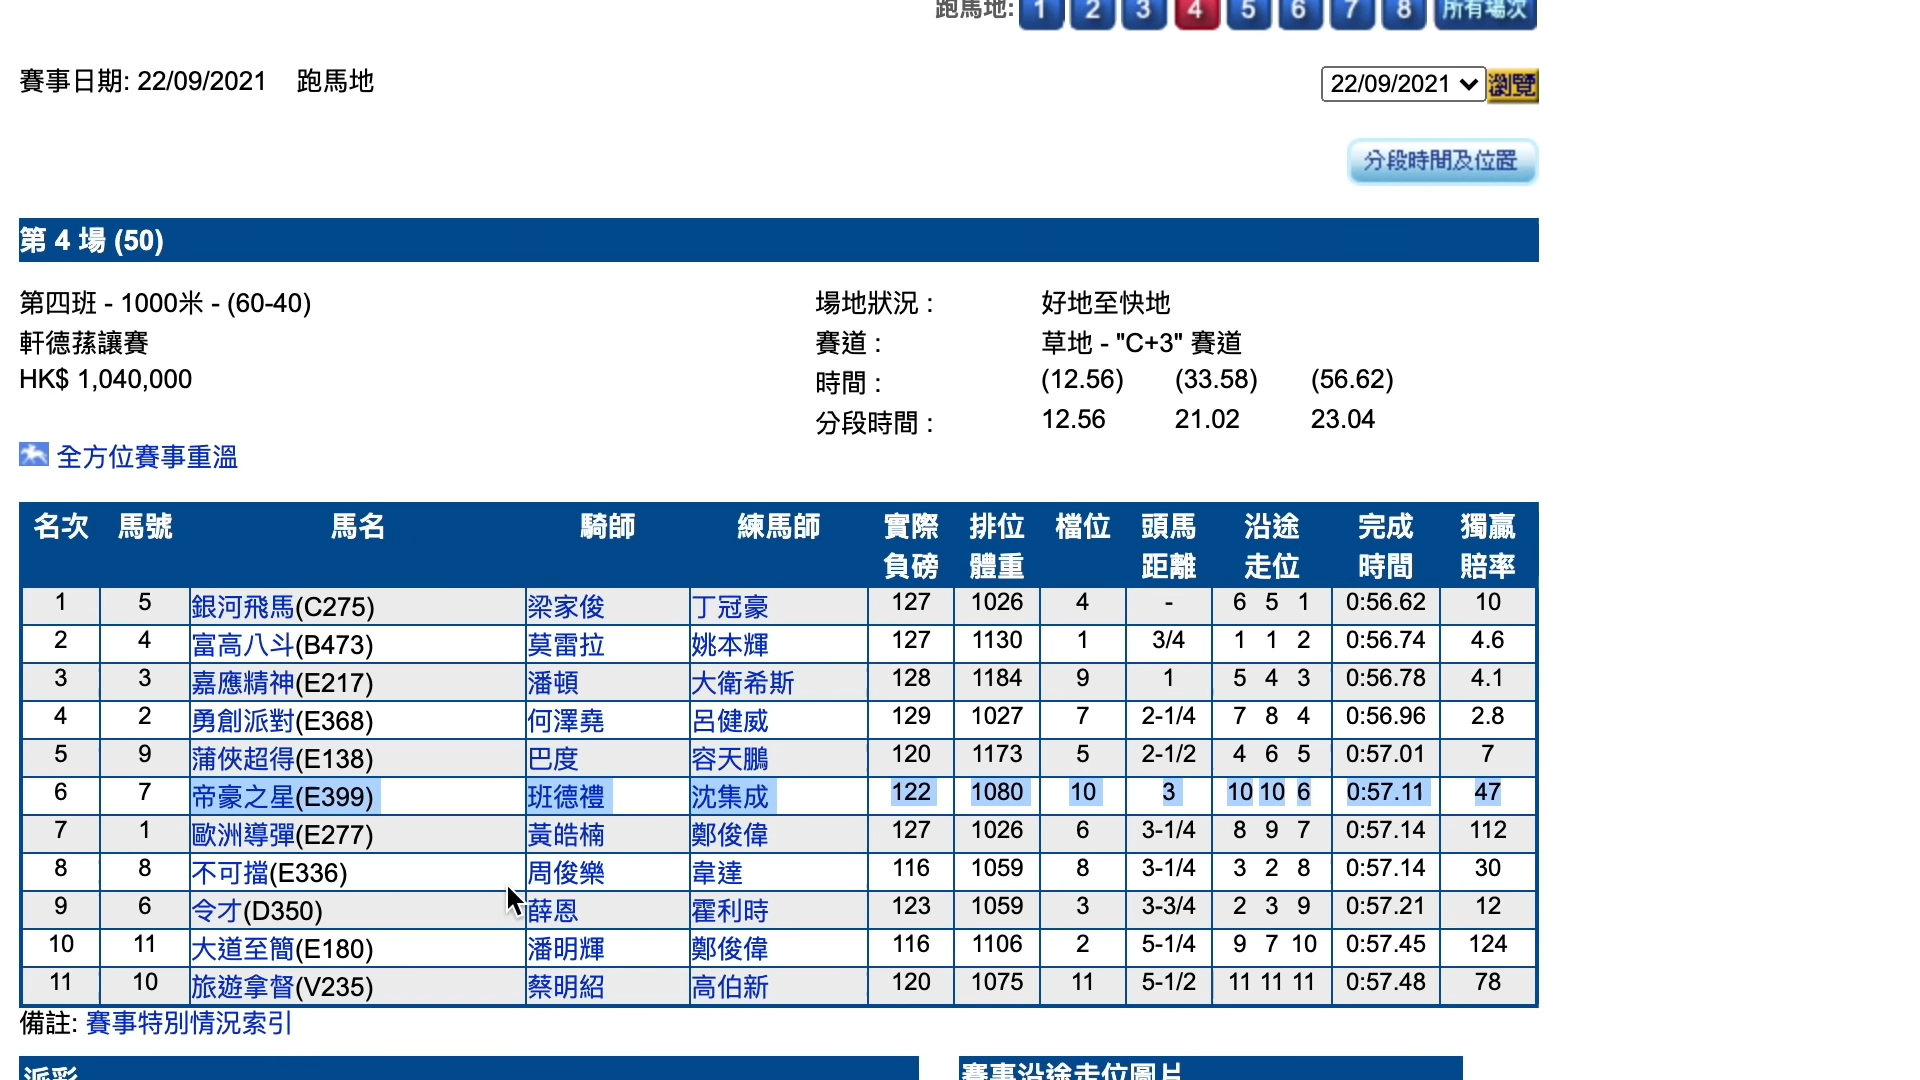 跑馬地: 1 2 3 4 5 6 7 8 所有場次
賽事日期: 22/09/2021 跑馬地 22/09/2021 瀏覽
分段時間及位置
第 4 場 (50)
第四班 - 1000米 - (60-40) 場地狀況 : 好地至快地
軒德蓀讓賽 賽道 : 草地 - "C+3" 賽道
HK$ 1,040,000 時間 : (12.56) (33.58) (56.62)
分段時間 : 12.56 21.02 23.04
全方位賽事重溫
名次 馬號 馬名 騎師 練馬師 實際負磅 排位體重 檔位 頭馬距離 沿途走位 完成時間 獨贏賠率
1 5 銀河飛馬(C275) 梁家俊 丁冠豪 127 1026 4 - 6 5 1 0:56.62 10
2 4 富高八斗(B473) 莫雷拉 姚本輝 127 1130 1 3/4 1 1 2 0:56.74 4.6
3 3 嘉應精神(E217) 潘頓 大衛希斯 128 1184 9 1 5 4 3 0:56.78 4.1
4 2 勇創派對(E368) 何澤堯 呂健威 129 1027 7 2-1/4 7 8 4 0:56.96 2.8
5 9 蒲俠超得(E138) 巴度 容天鵬 120 1173 5 2-1/2 4 6 5 0:57.01 7
6 7 帝豪之星(E399) 班德禮 沈集成 122 1080 10 3 10 10 6 0:57.11 47
7 1 歐洲導彈(E277) 黃皓楠 鄭俊偉 127 1026 6 3-1/4 8 9 7 0:57.14 112
8 8 不可擋(E336) 周俊樂 韋達 116 1059 8 3-1/4 3 2 8 0:57.14 30
9 6 令才(D350) 薛恩 霍利時 123 1059 3 3-3/4 2 3 9 0:57.21 12
10 11 大道至簡(E180) 潘明輝 鄭俊偉 116 1106 2 5-1/4 9 7 10 0:57.45 124
11 10 旅遊拿督(V235) 蔡明紹 高伯新 120 1075 11 5-1/2 11 11 11 0:57.48 78
備註: 賽事特別情況索引
派彩 賽事沿途走位圖片